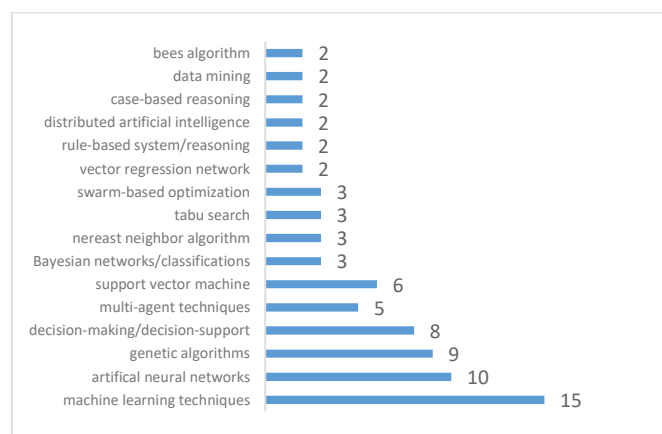 bees algorithm 2
data mining 2
case-based reasoning 2
distributed artificial intelligence 2
rule-based system/reasoning 2
vector regression network 2
swarm-based optimization 3
tabu search 3
nereast neighbor algorithm 3
Bayesian networks/classifications 3
support vector machine 6
multi-agent techniques 5
decision-making/decision-support 8
genetic algorithms 9
artifical neural networks 10
machine learning techniques 15